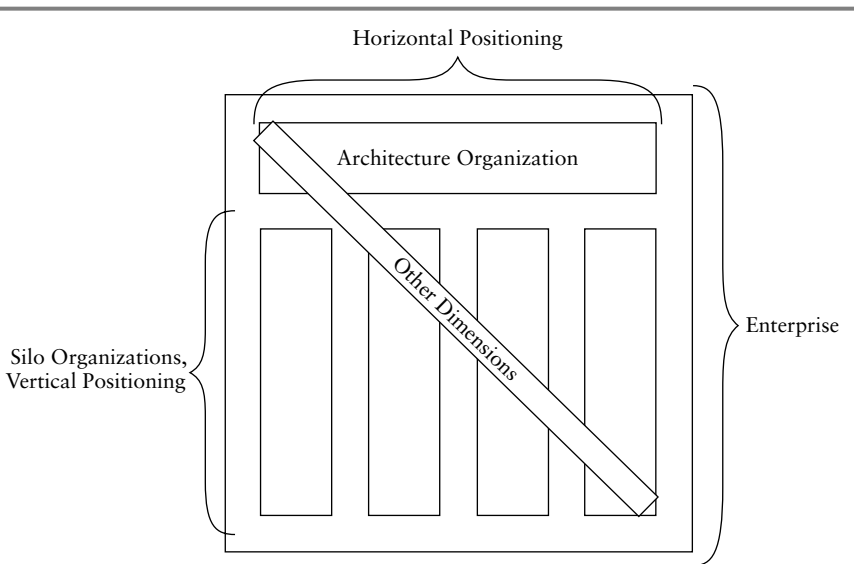 Horizontal Positioning
Architecture Organization
Other Dimensions
Enterprise
Silo Organizations,
Vertical Positioning